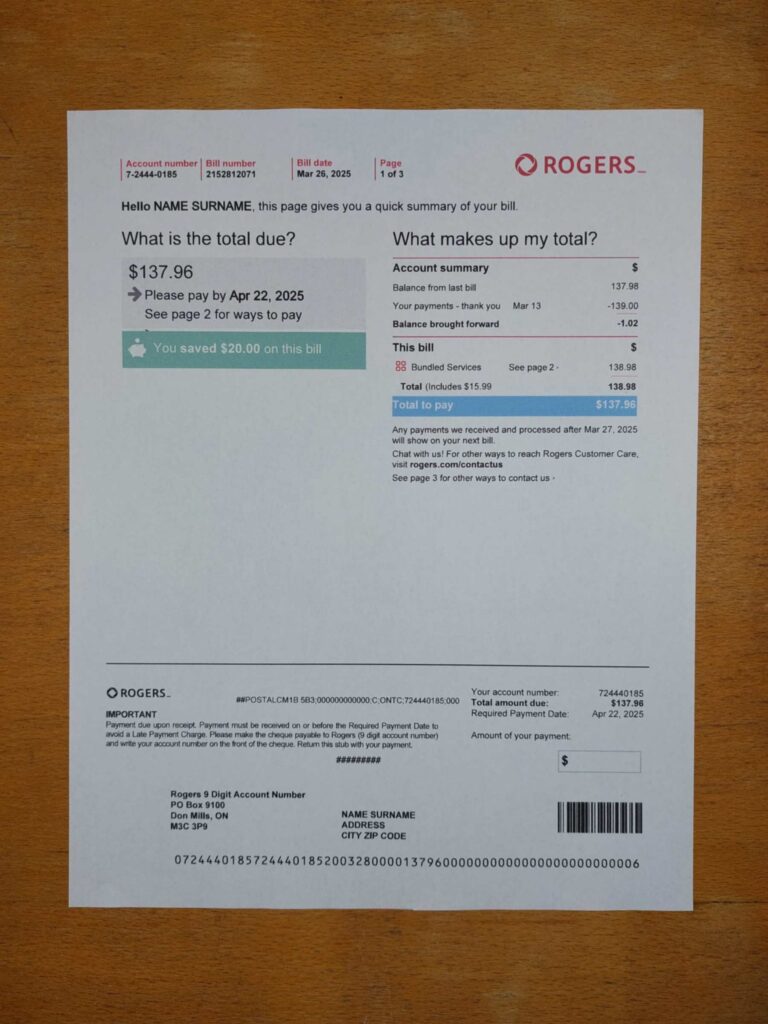 Account number Bill number Bill date Page
7-2444-0185 2152812071 Mar 26, 2025 1 of 3
ROGERS
Hello NAME SURNAME, this page gives you a quick summary of your bill.
What is the total due?
$137.96
Please pay by Apr 22, 2025
See page 2 for ways to pay
You saved $20.00 on this bill
What makes up my total?
Account summary $
Balance from last bill 137.98
Your payments - thank you Mar 13 -139.00
Balance brought forward -1.02
This bill $
Bundled Services See page 2 - 138.98
Total (Includes $15.99 138.98
Total to pay $137.96
Any payments we received and processed after Mar 27, 2025
will show on your next bill.
Chat with us! For other ways to reach Rogers Customer Care,
visit rogers.com/contactus
See page 3 for other ways to contact us -
ROGERS
##POSTALCM1B 5B3;000000000000;C;ONTC;724440185;000
IMPORTANT
Payment due upon receipt. Payment must be received on or before the Required Payment Date to
avoid a Late Payment Charge. Please make the cheque payable to Rogers (9 digit account number)
and write your account number on the front of the cheque. Return this stub with your payment.
#########
Your account number: 724440185
Total amount due: $137.96
Required Payment Date: Apr 22, 2025
Amount of your payment:
$
Rogers 9 Digit Account Number
PO Box 9100
Don Mills, ON
M3C 3P9
NAME SURNAME
ADDRESS
CITY ZIP CODE